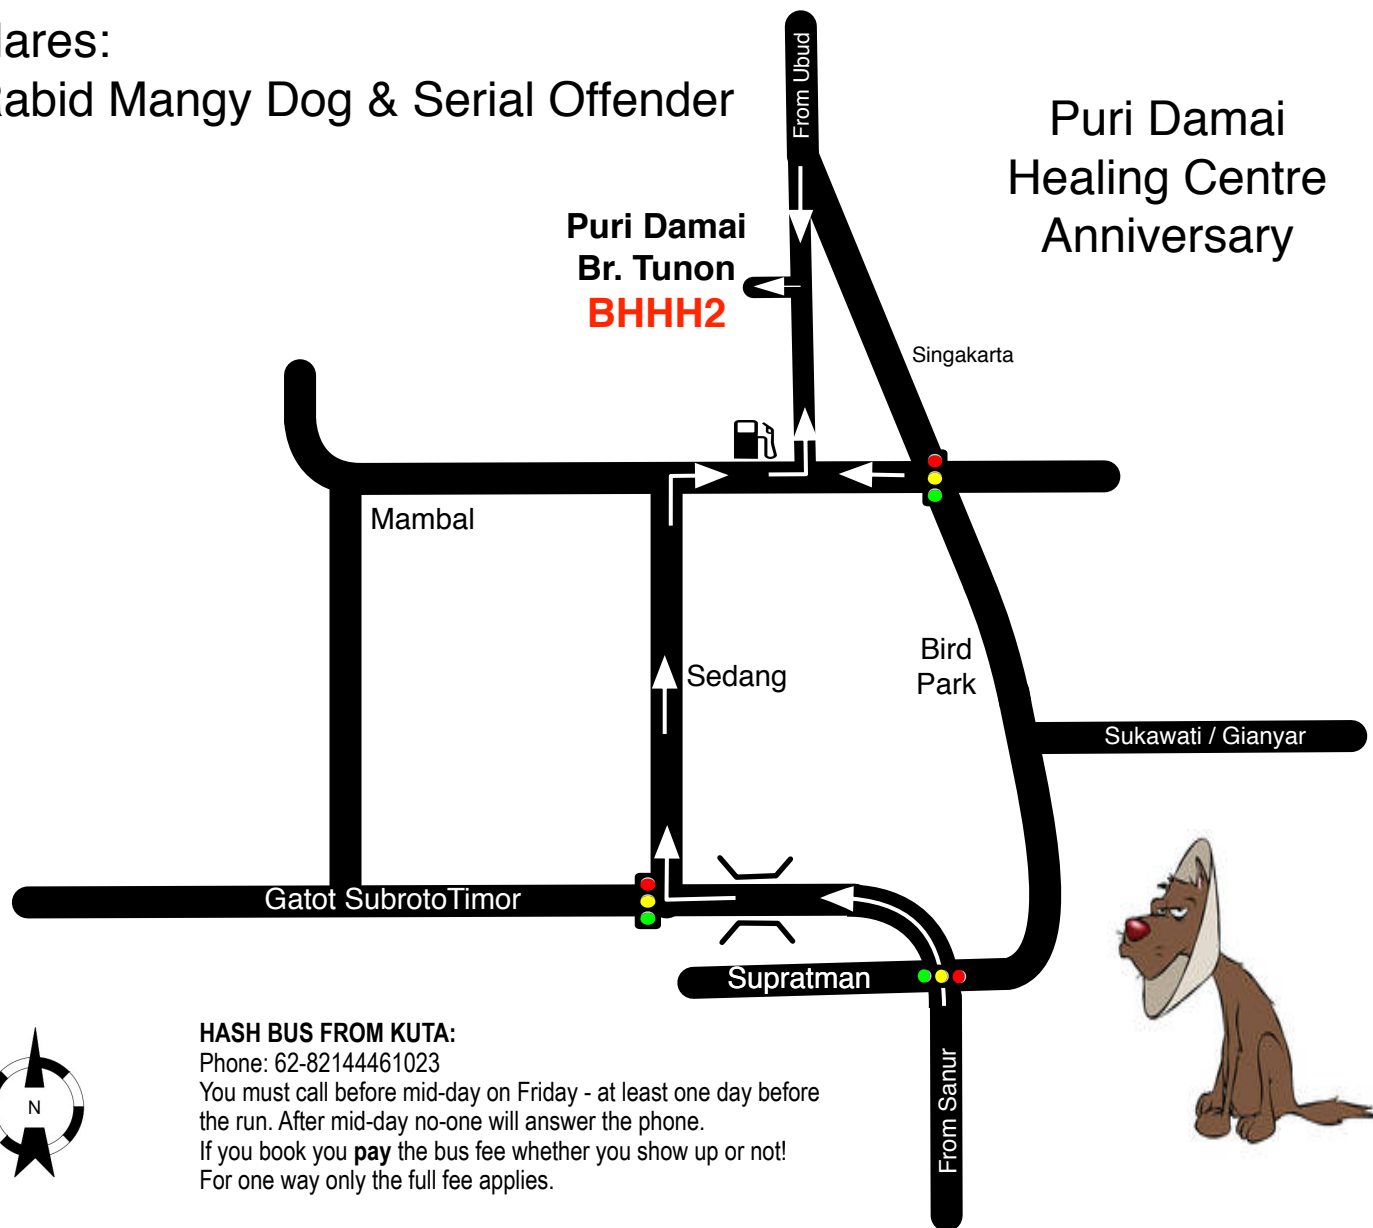 lares:
Rabid Mangy Dog & Serial Offender
From Ubud
Puri Damai
Healing Centre
Anniversary
Puri Damai
Br. Tunon
BHHH2
Singakarta
Mambal
Sedang
Bird
Park
Sukawati / Gianyar
Gatot SubrotoTimor
Supratman
From Sanur
N
HASH BUS FROM KUTA:
Phone: 62-82144461023
You must call before mid-day on Friday - at least one day before
the run. After mid-day no-one will answer the phone.
If you book you pay the bus fee whether you show up or not!
For one way only the full fee applies.